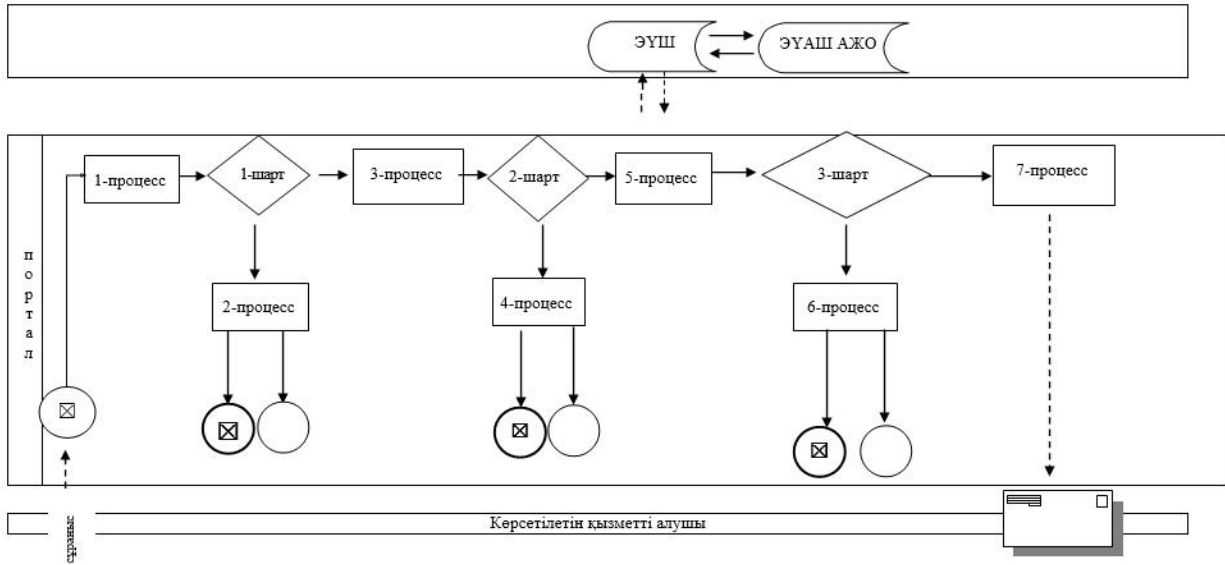 ЭҮШ
ЭҮАШ АЖО
портал
1-процесс
1-шарт
3-процесс
2-шарт
5-процесс
3-шарт
7-процесс
2-процесс
4-процесс
6-процесс
сұраныс
Көрсетілетін қызметті алушы